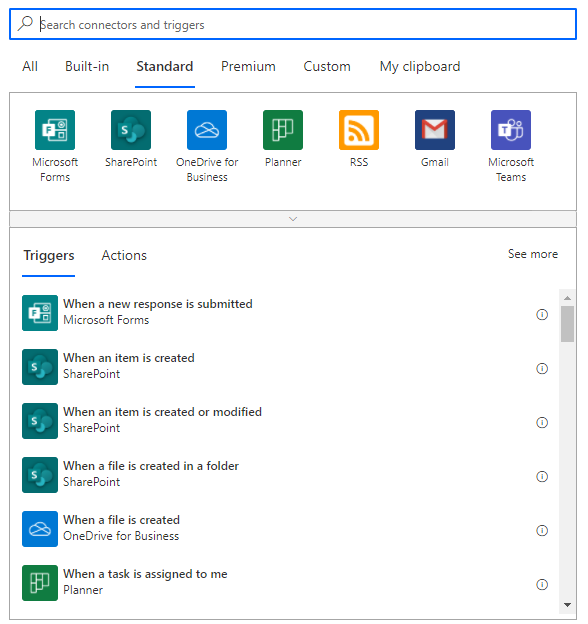 Search connectors and triggers
All Built-in Standard Premium Custom My clipboard
Microsoft Forms
SharePoint
OneDrive for Business
Planner
RSS
Gmail
Microsoft Teams
Triggers Actions See more
When a new response is submitted
Microsoft Forms
When an item is created
SharePoint
When an item is created or modified
SharePoint
When a file is created in a folder
SharePoint
When a file is created
OneDrive for Business
When a task is assigned to me
Planner